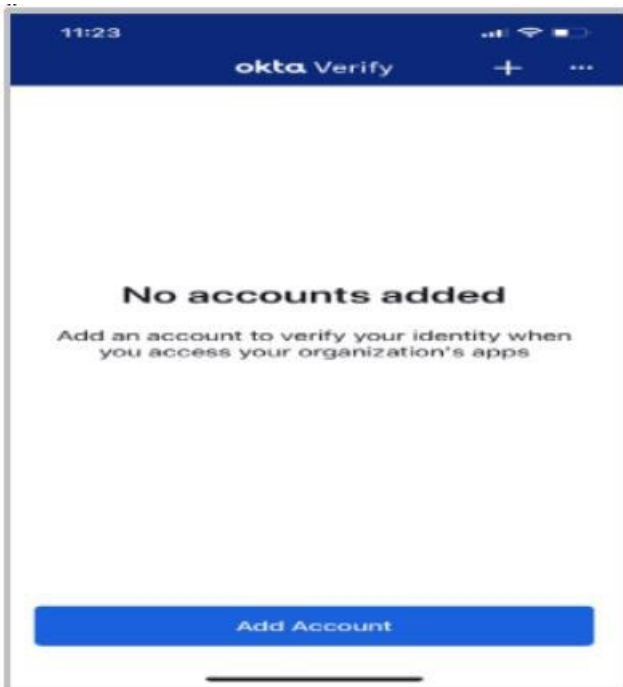 11:23
okta Verify + ...
No accounts added
Add an account to verify your identity when
you access your organization's apps
Add Account